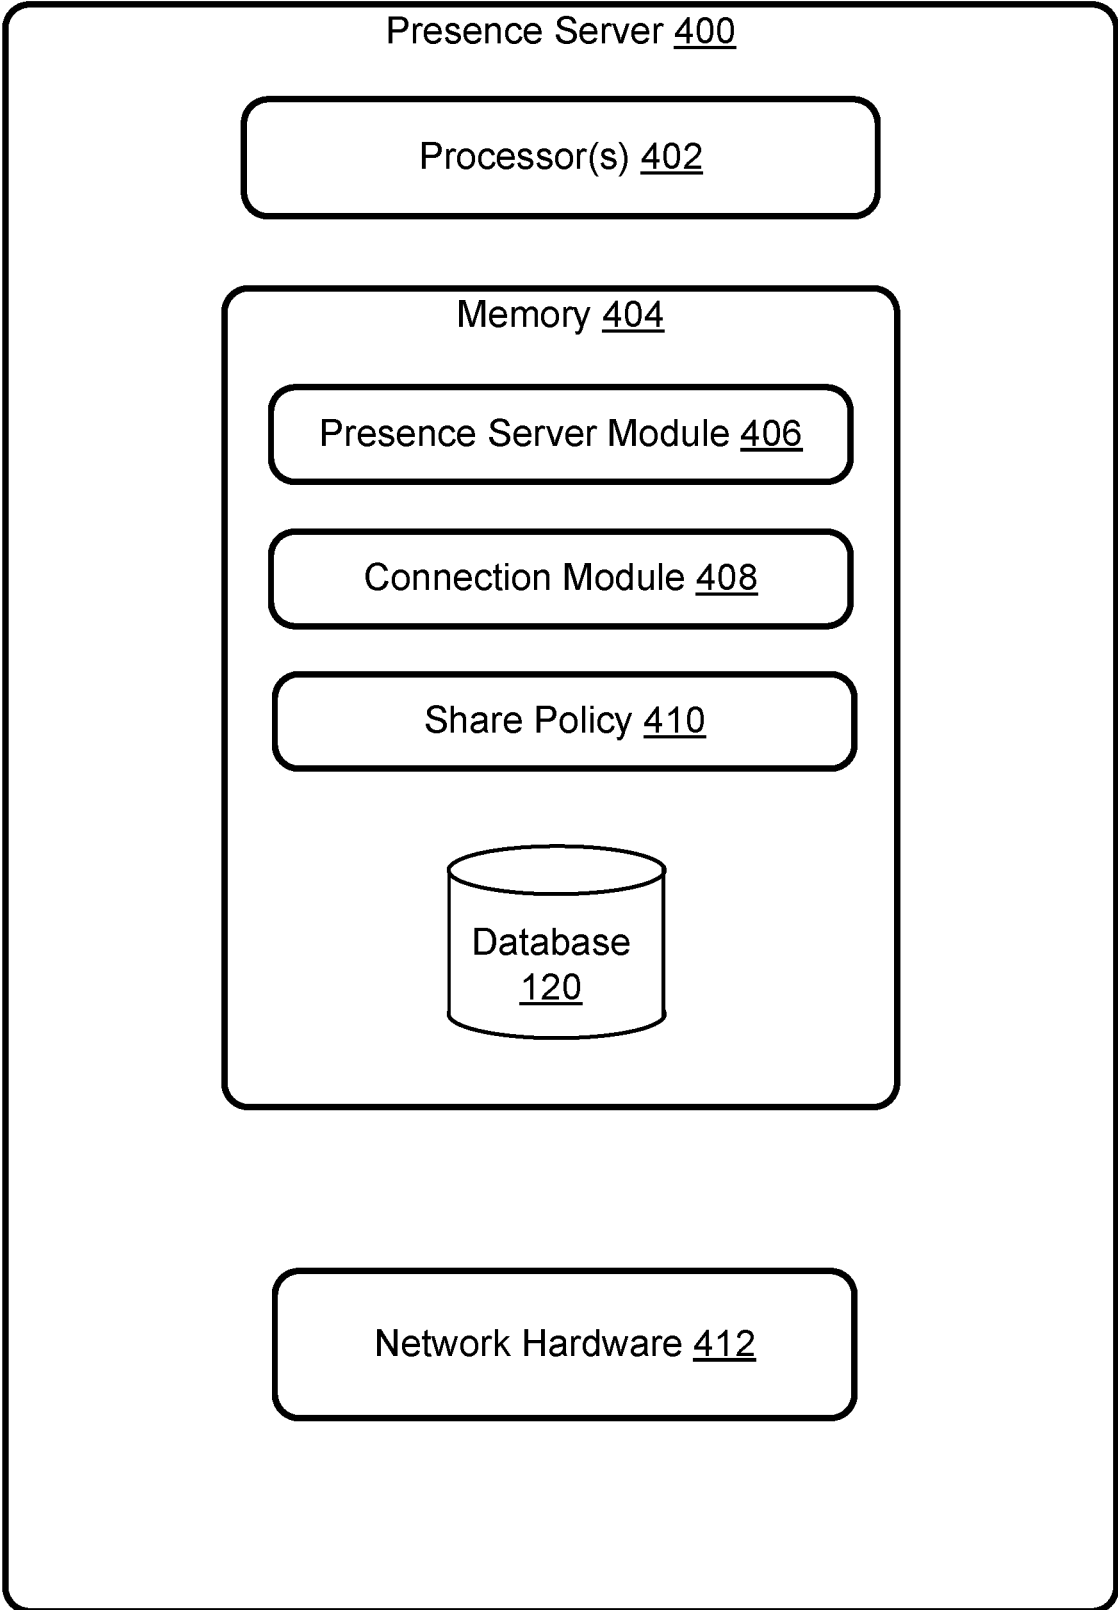 Presence Server 400
Processor(s) 402
Memory 404
Presence Server Module 406
Connection Module 408
Share Policy 410
Database
120
Network Hardware 412